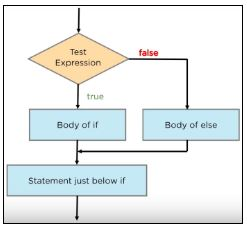 Test
Expression
false
true
Body of if
Body of else
Statement just below if